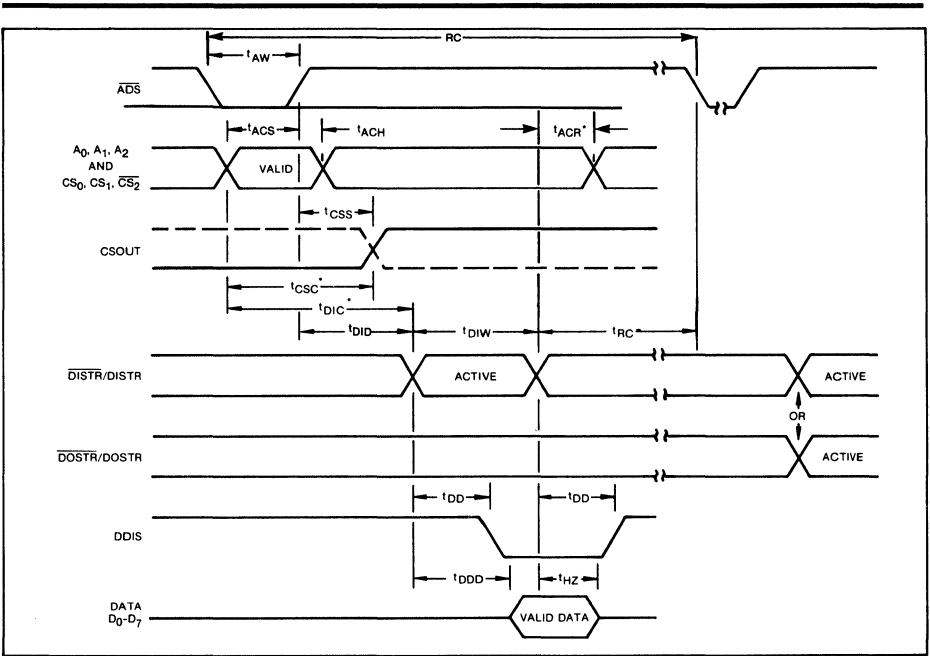 RC
tAW
ADS
tACS
tACH
tACR*
A0, A1, A2
AND
CS0, CS1, CS2
VALID
tCSS
CSOUT
tCSC*
tDIC*
tDID
tDIW
tRC*
DISTR/DISTR
ACTIVE
ACTIVE
OR
DOSTR/DOSTR
ACTIVE
tDD
tDD
DDIS
tDDD
tHZ
DATA
D0-D7
VALID DATA